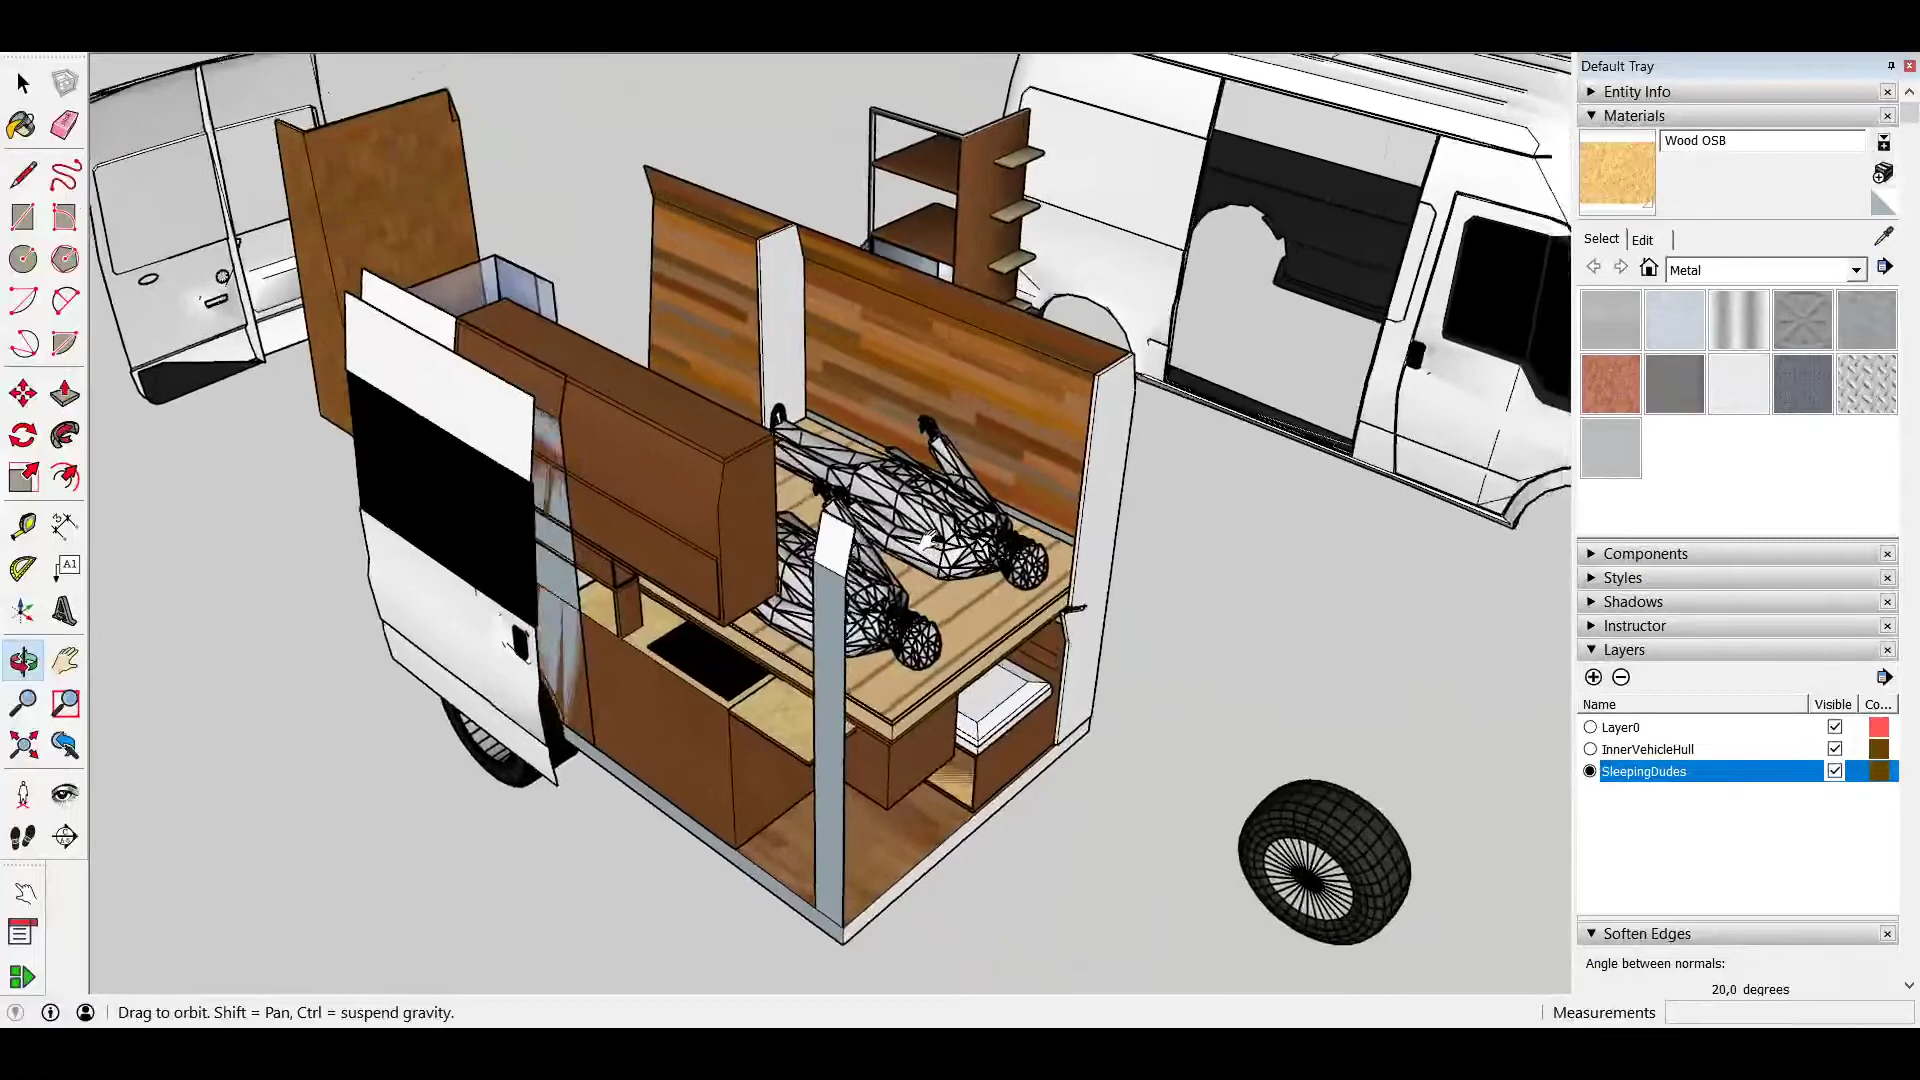 Default Tray
Entity Info
Materials
Wood OSB
Select
Edit
Metal
Components
Styles
Shadows
Instructor
Layers
Name
Visible
Co...
Layer0
InnerVehicleHull
SleepingDudes
Soften Edges
Angle between normals:
20,0 degrees
A1
Drag to orbit. Shift = Pan, Ctrl = suspend gravity.
Measurements